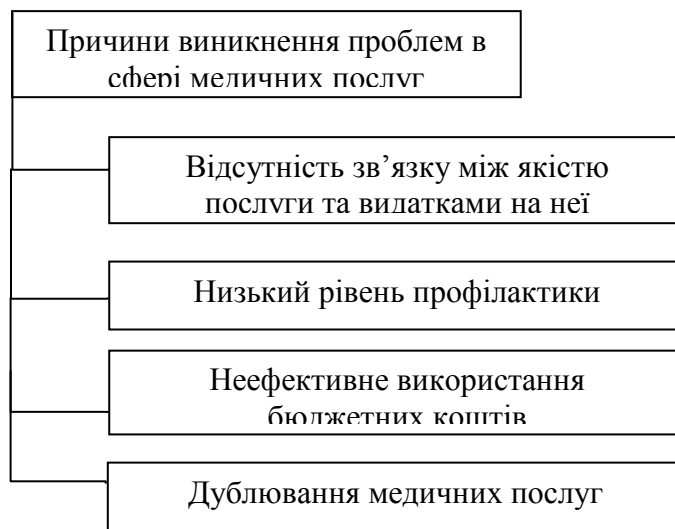 Причини виникнення проблем в
сфері медичних послуг
Відсутність зв’язку між якістю
послуги та видатками на неї
Низький рівень профілактики
Неефективне використання
бюджетних коштів
Дублювання медичних послуг